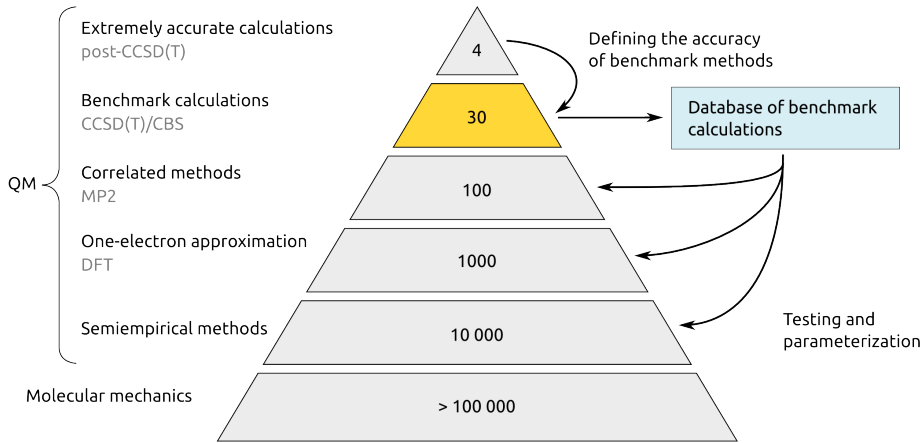 Extremely accurate calculations
post-CCSD(T)
4
Defining the accuracy
of benchmark methods
Benchmark calculations
CCSD(T)/CBS
30
Database of benchmark
calculations
QM
Correlated methods
MP2
100
One-electron approximation
DFT
1000
Semiempirical methods
10 000
Testing and
parameterization
Molecular mechanics
> 100 000